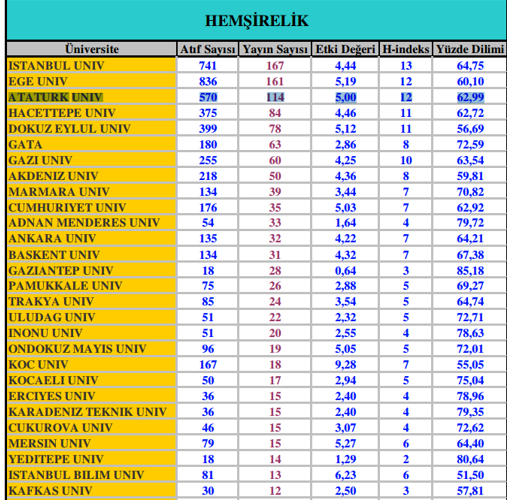 HEMŞİRELİK
Üniversite Atıf Sayısı Yayın Sayısı Etki Değeri H-indeks Yüzde Dilimi
ISTANBUL UNIV 741 167 4,44 13 64,75
EGE UNIV 836 161 5,19 12 60,10
ATATURK UNIV 570 114 5,00 12 62,99
HACETTEPE UNIV 375 84 4,46 11 62,72
DOKUZ EYLUL UNIV 399 78 5,12 11 56,69
GATA 180 63 2,86 8 72,59
GAZI UNIV 255 60 4,25 10 63,54
AKDENIZ UNIV 218 50 4,36 8 59,81
MARMARA UNIV 134 39 3,44 7 70,82
CUMHURIYET UNIV 176 35 5,03 7 62,92
ADNAN MENDERES UNIV 54 33 1,64 4 79,72
ANKARA UNIV 135 32 4,22 7 64,21
BASKENT UNIV 134 31 4,32 7 67,38
GAZIANTEP UNIV 18 28 0,64 3 85,18
PAMUKKALE UNIV 75 26 2,88 5 69,27
TRAKYA UNIV 85 24 3,54 5 64,74
ULUDAG UNIV 51 22 2,32 5 72,71
INONU UNIV 51 20 2,55 4 78,63
ONDOKUZ MAYIS UNIV 96 19 5,05 5 72,01
KOC UNIV 167 18 9,28 7 55,05
KOCAELI UNIV 50 17 2,94 5 75,04
ERCIYES UNIV 36 15 2,40 4 78,96
KARADENIZ TEKNIK UNIV 36 15 2,40 4 79,35
CUKUROVA UNIV 46 15 3,07 4 72,62
MERSIN UNIV 79 15 5,27 6 64,40
YEDITEPE UNIV 18 14 1,29 2 80,64
ISTANBUL BILIM UNIV 81 13 6,23 6 51,50
KAFKAS UNIV 30 12 2,50 3 57,81